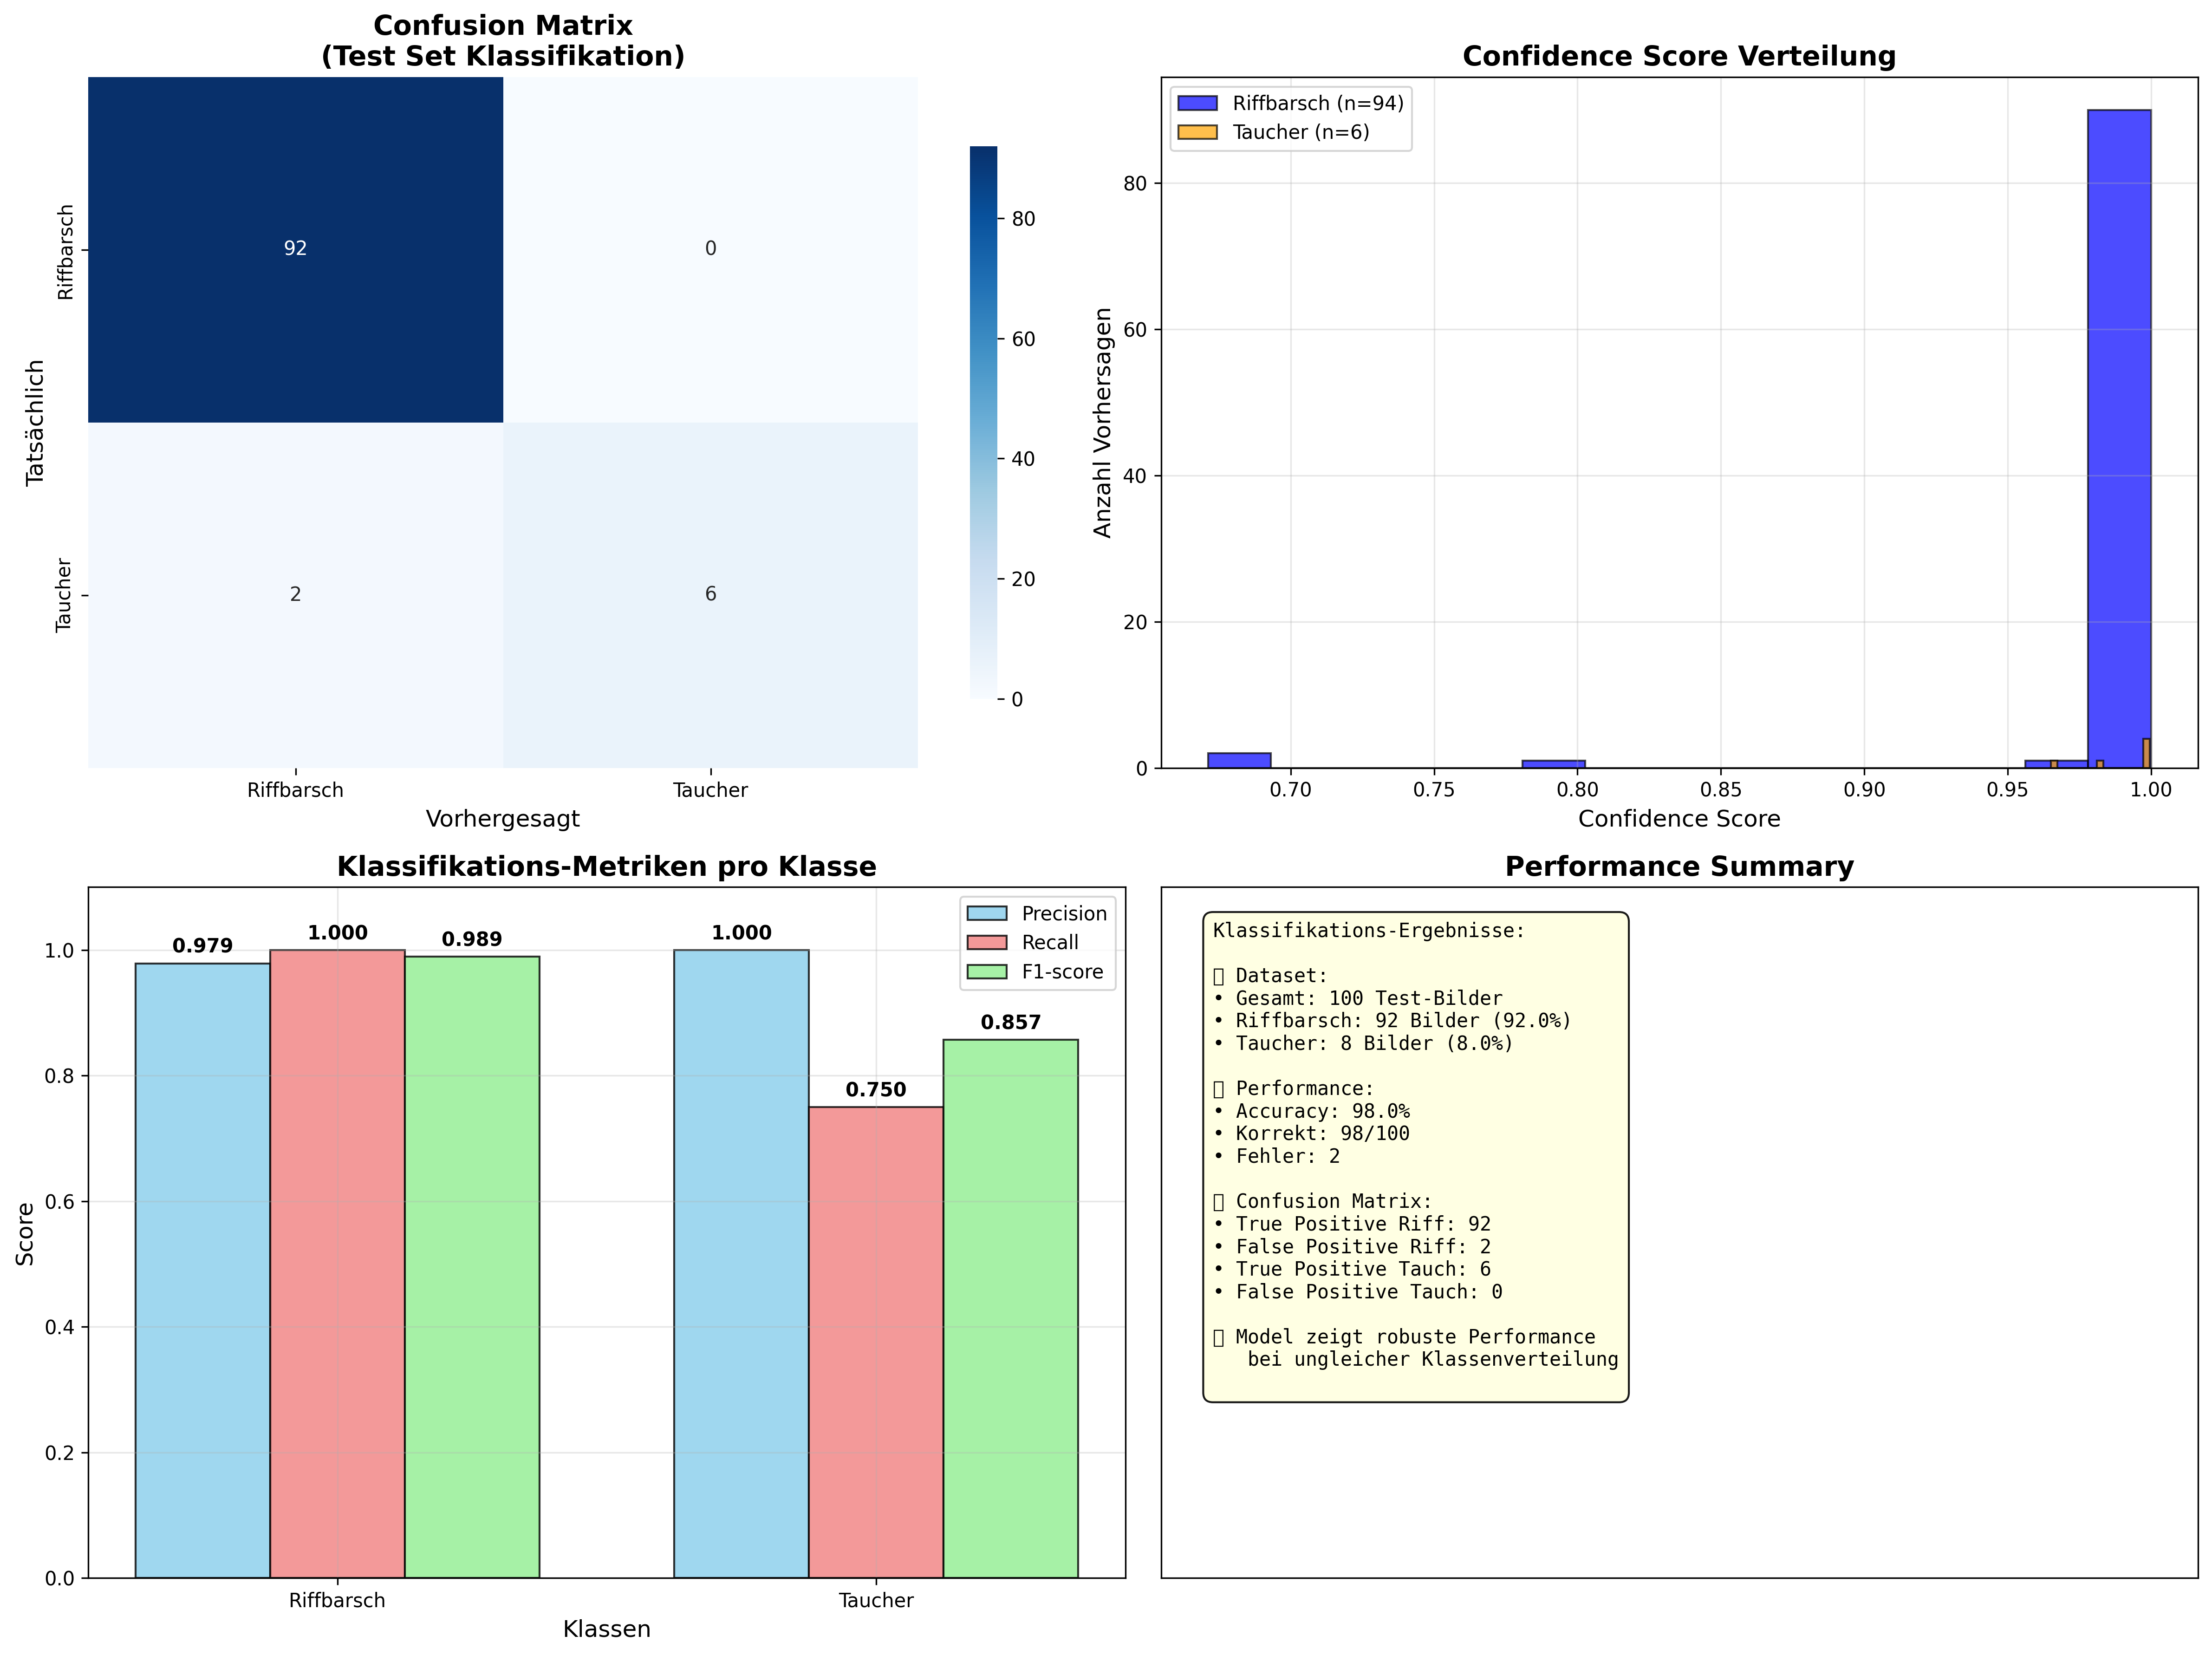 Confusion Matrix
(Test Set Klassifikation)
Tatsächlich
Riffbarsch
Taucher
92
0
2
6
Riffbarsch
Taucher
Vorhergesagt
80
60
40
20
0
Confidence Score Verteilung
Riffbarsch (n=94)
Taucher (n=6)
Anzahl Vorhersagen
80
60
40
20
0
0.70
0.75
0.80
0.85
0.90
0.95
1.00
Confidence Score
Klassifikations-Metriken pro Klasse
Precision
Recall
F1-score
Score
1.0
0.8
0.6
0.4
0.2
0.0
0.979
1.000
0.989
1.000
0.750
0.857
Riffbarsch
Taucher
Klassen
Performance Summary
Klassifikations-Ergebnisse:
Dataset:
• Gesamt: 100 Test-Bilder
• Riffbarsch: 92 Bilder (92.0%)
• Taucher: 8 Bilder (8.0%)
Performance:
• Accuracy: 98.0%
• Korrekt: 98/100
• Fehler: 2
Confusion Matrix:
• True Positive Riff: 92
• False Positive Riff: 2
• True Positive Tauch: 6
• False Positive Tauch: 0
Model zeigt robuste Performance
bei ungleicher Klassenverteilung